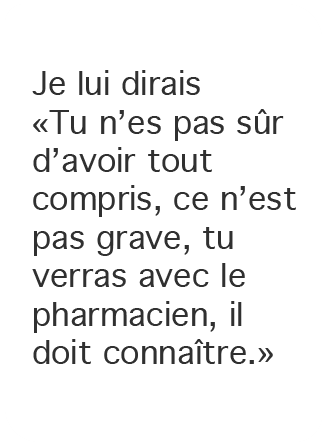 Je lui dirais
«Tu n’es pas sûr
d’avoir tout
compris, ce n’est
pas grave, tu
verras avec le
pharmacien, il
doit connaître.»